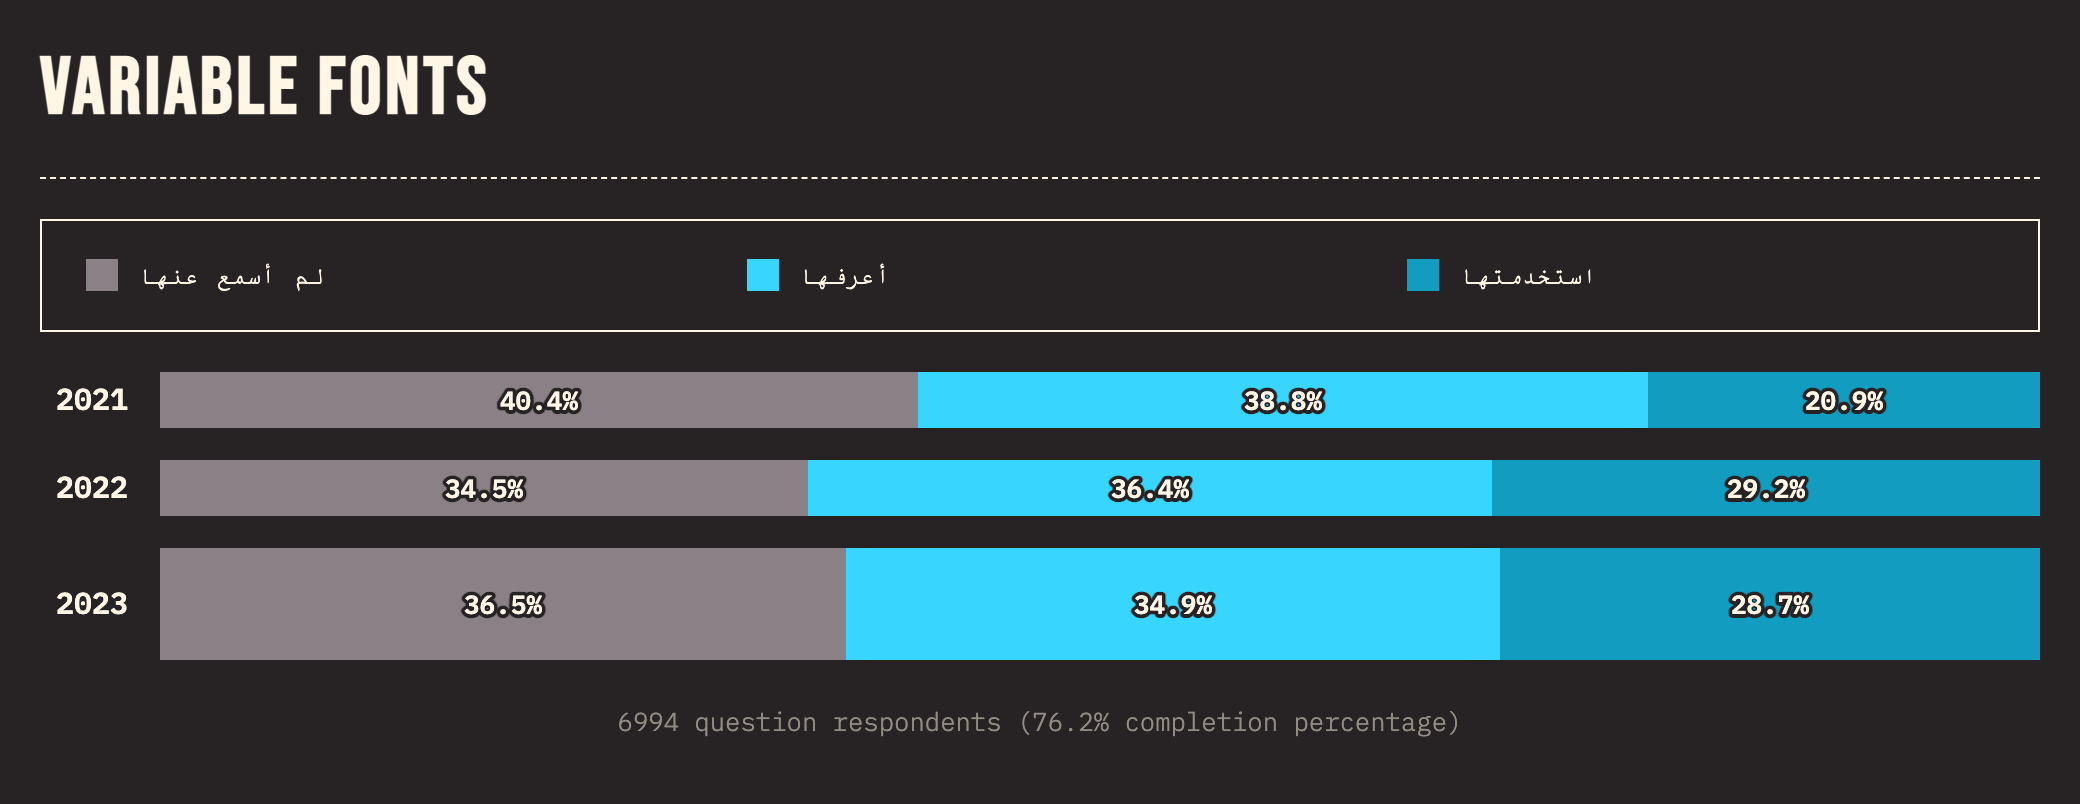 VARIABLE FONTS
لم أسمع عنها أعرفها استخدمتها
2021 40.4% 38.8% 20.9%
2022 34.5% 36.4% 29.2%
2023 36.5% 34.9% 28.7%
6994 question respondents (76.2% completion percentage)